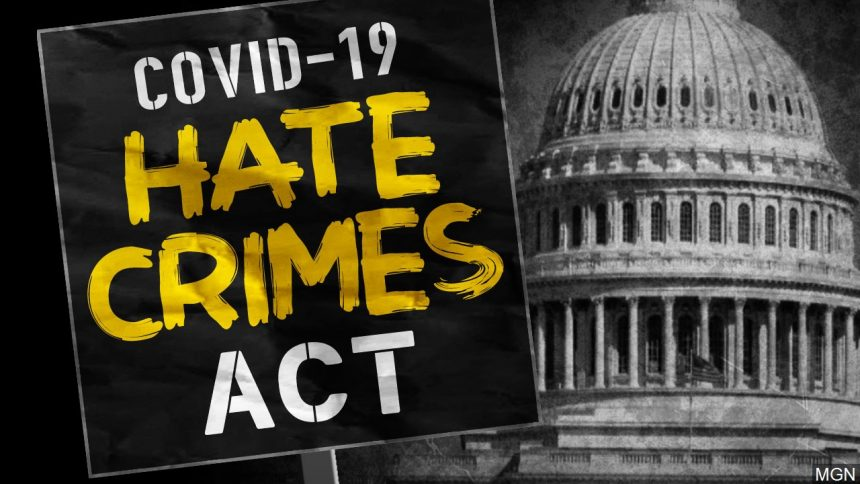 COVID-19
HATE
CRIMES
ACT
MGN